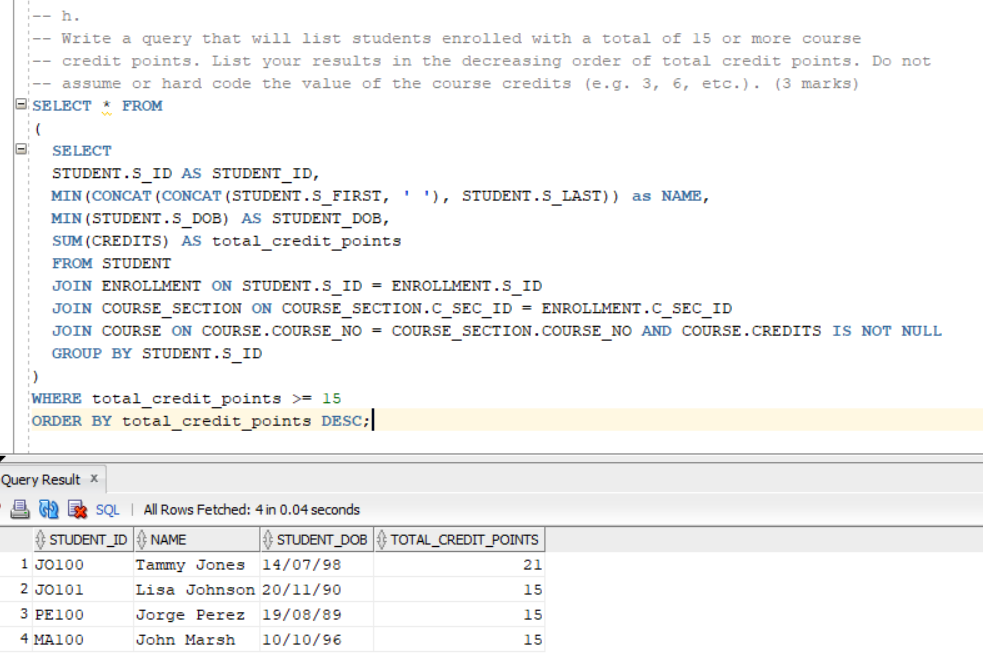 -- h.
-- Write a query that will list students enrolled with a total of 15 or more course
-- credit points. List your results in the decreasing order of total credit points. Do not
-- assume or hard code the value of the course credits (e.g. 3, 6, etc.). (3 marks)
SELECT * FROM
(
SELECT
STUDENT.S_ID AS STUDENT_ID,
MIN(CONCAT(CONCAT(STUDENT.S_FIRST, ' '), STUDENT.S_LAST)) as NAME,
MIN(STUDENT.S_DOB) AS STUDENT_DOB,
SUM(CREDITS) AS total_credit_points
FROM STUDENT
JOIN ENROLLMENT ON STUDENT.S_ID = ENROLLMENT.S_ID
JOIN COURSE_SECTION ON COURSE_SECTION.C_SEC_ID = ENROLLMENT.C_SEC_ID
JOIN COURSE ON COURSE.COURSE_NO = COURSE_SECTION.COURSE_NO AND COURSE.CREDITS IS NOT NULL
GROUP BY STUDENT.S_ID
)
WHERE total_credit_points >= 15
ORDER BY total_credit_points DESC;
Query Result x
SQL | All Rows Fetched: 4 in 0.04 seconds
STUDENT_ID NAME STUDENT_DOB TOTAL_CREDIT_POINTS
1 JO100 Tammy Jones 14/07/98 21
2 JO101 Lisa Johnson 20/11/90 15
3 PE100 Jorge Perez 19/08/89 15
4 MA100 John Marsh 10/10/96 15